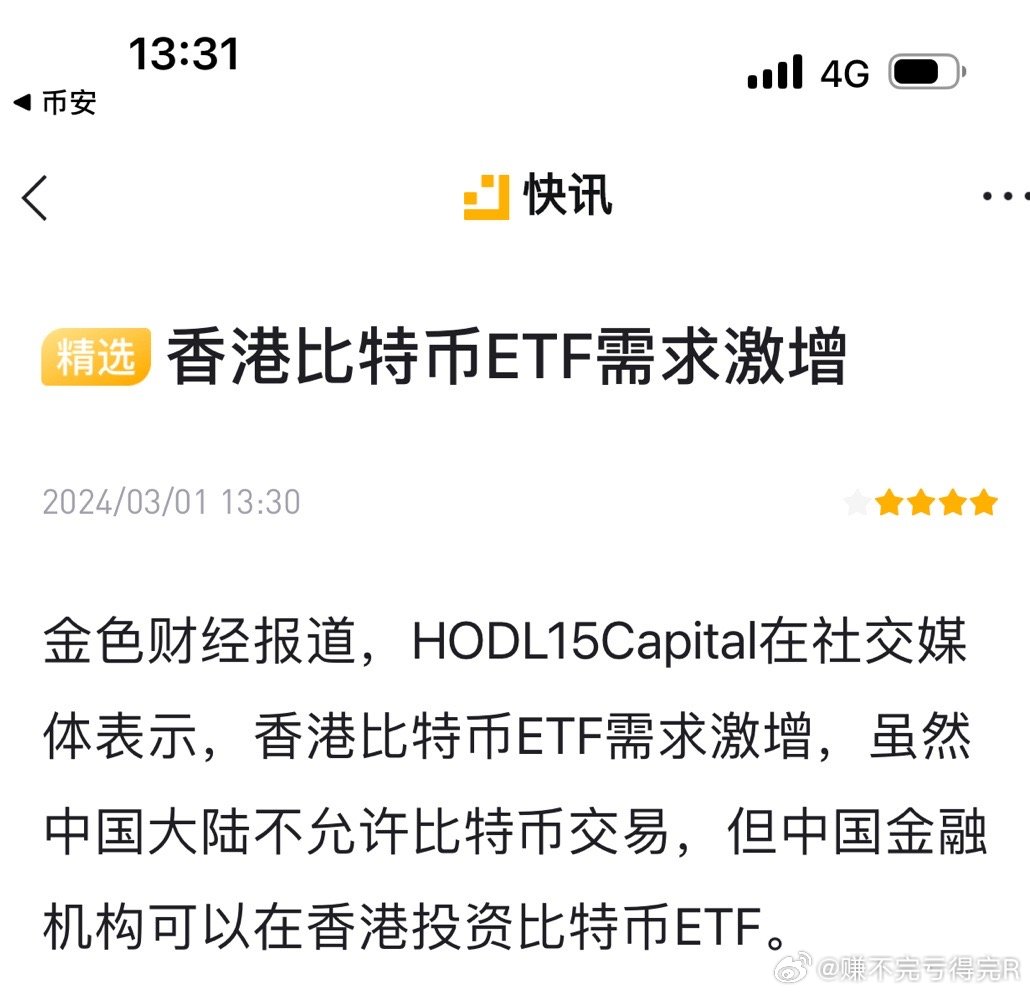 13:31
4G
◀ 币安
快讯
精选 香港比特币ETF需求激增
2024/03/01 13:30
金色财经报道，HODL15Capital在社交媒
体表示，香港比特币ETF需求激增，虽然
中国大陆不允许比特币交易，但中国金融
机构可以在香港投资比特币ETF。
@赚不完亏得完R